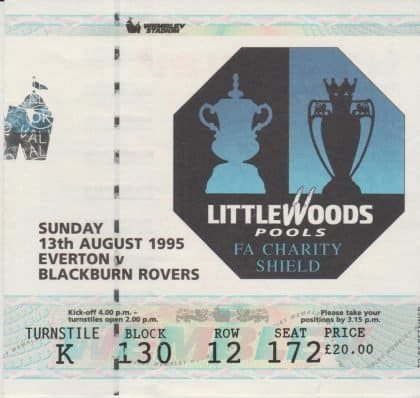 WEMBLEY
STADIUM
LITTLEWOODS
POOLS
FA CHARITY
SHIELD
SUNDAY
13th AUGUST 1995
EVERTON v
BLACKBURN ROVERS
Kick-off 4.00 p.m. –
turnstiles open 2.00 p.m.
Please take your
positions by 3.15 p.m.
TURNSTILE BLOCK ROW SEAT PRICE
K 130 12 172 £20.00